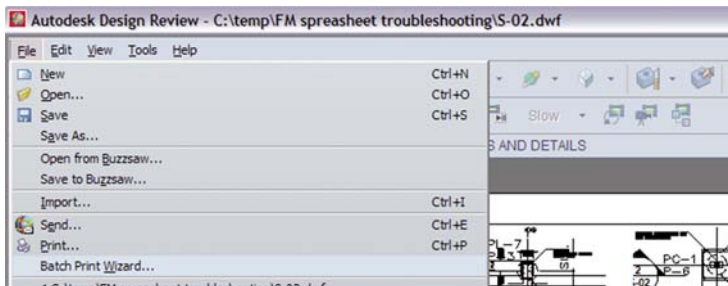 Autodesk Design Review - C:\temp\FM spreasheet troubleshooting\S-02.dwf
File Edit View Tools Help
New Ctrl+N
Open... Ctrl+O
Save Ctrl+S
Save As...
Slow
S AND DETAILS
Open from Buzzsaw...
Save to Buzzsaw...
Import... Ctrl+I
Send... Ctrl+E
Print... Ctrl+P
Batch Print Wizard...
PL-7
PC-1
P-6